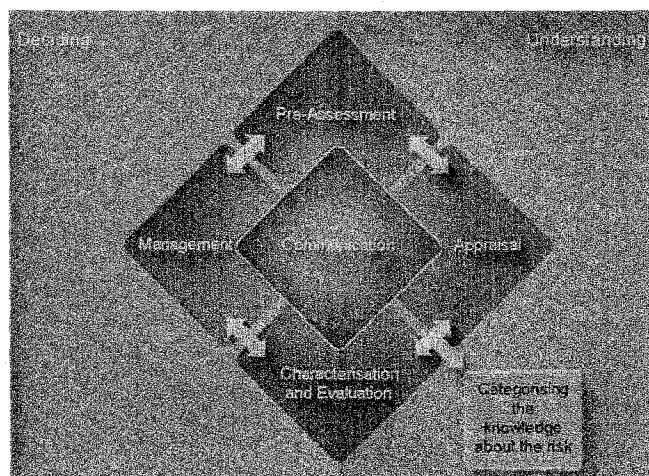 Deciding
Understanding
Pre-Assessment
Management
Communication
Appraisal
Characterisation
and Evaluation
Categorising
the
knowledge
about the risk